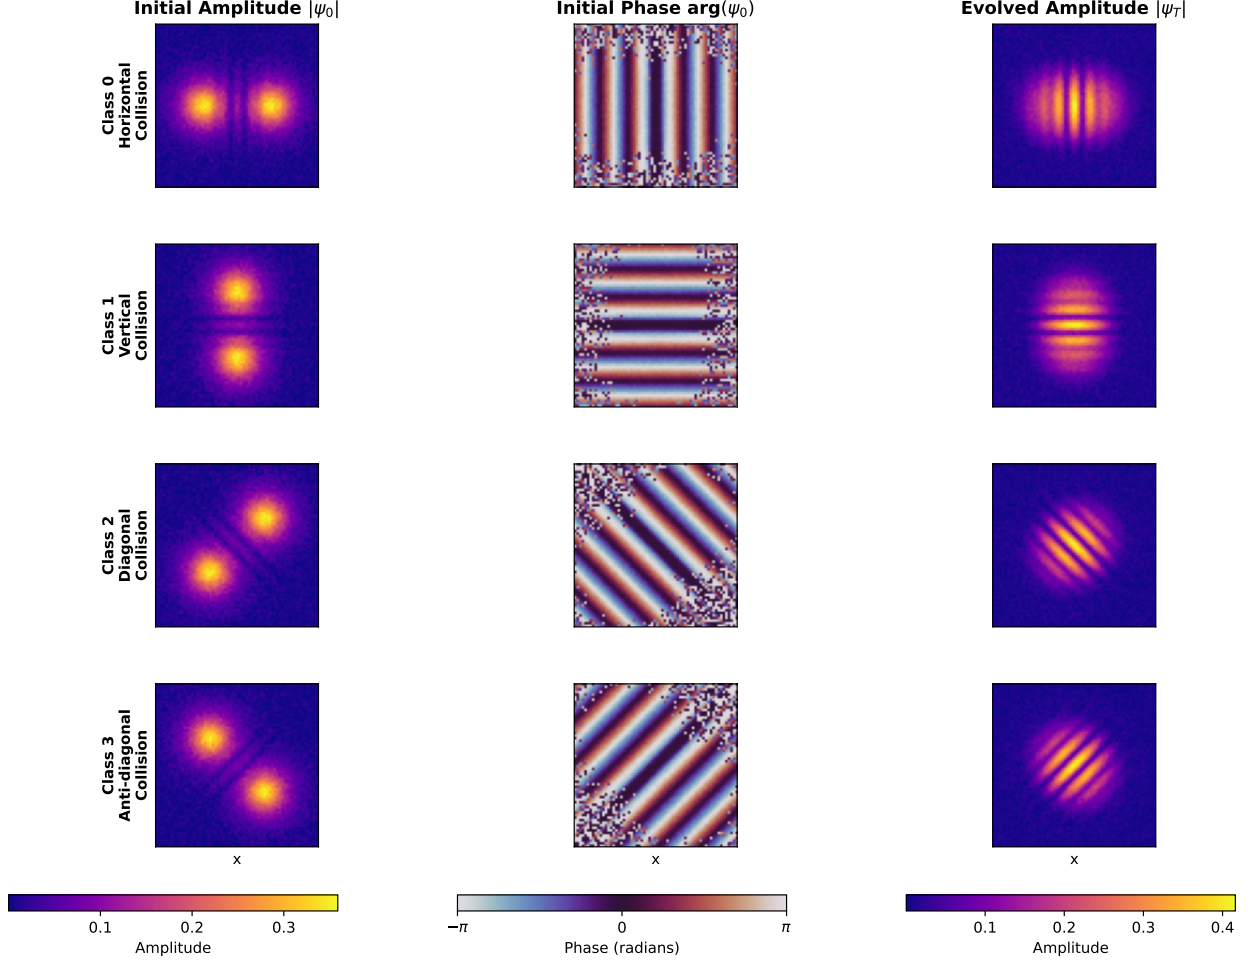 Initial Amplitude |ψ₀|
Initial Phase arg(ψ₀)
Evolved Amplitude |ψ_T|
Class 0
Horizontal
Collision
Class 1
Vertical
Collision
Class 2
Diagonal
Collision
Class 3
Anti-diagonal
Collision
x
x
0.1 0.2 0.3
Amplitude
−π 0 π
Phase (radians)
0.1 0.2 0.3 0.4
Amplitude